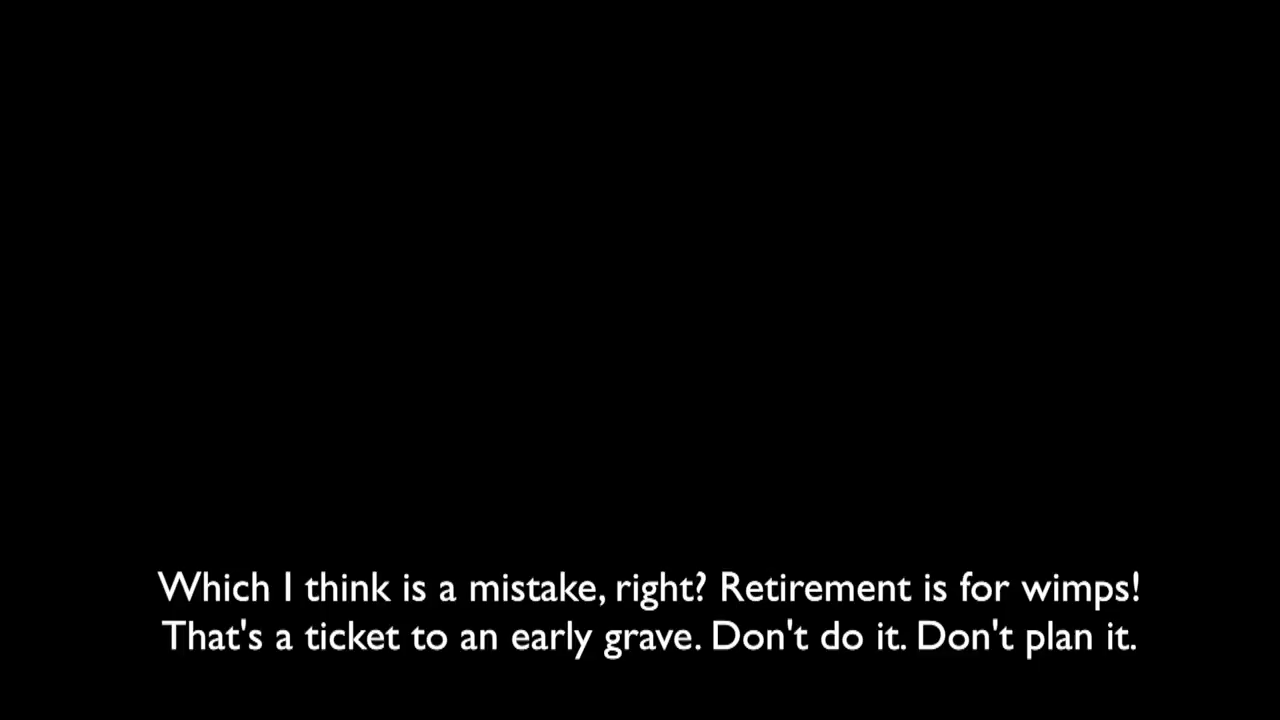 Which I think is a mistake, right? Retirement is for wimps!
That's a ticket to an early grave. Don't do it. Don't plan it.